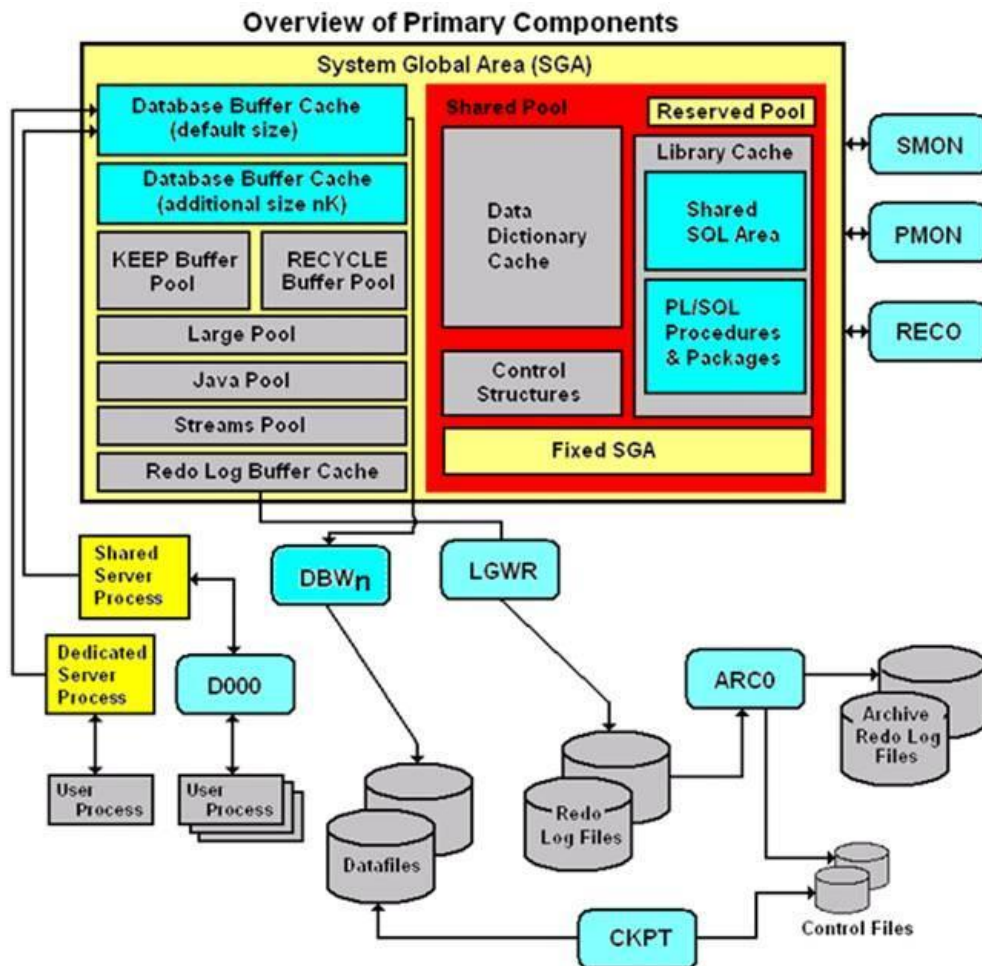 Overview of Primary Components
System Global Area (SGA)
Database Buffer Cache
(default size)
Database Buffer Cache
(additional size nK)
KEEP Buffer
Pool
RECYCLE
Buffer Pool
Large Pool
Java Pool
Streams Pool
Redo Log Buffer Cache
Shared Pool
Reserved Pool
Library Cache
Data
Dictionary
Cache
Shared
SQL Area
PL/SQL
Procedures
& Packages
Control
Structures
Fixed SGA
SMON
PMON
RECO
Shared
Server
Process
DBWn
LGWR
Dedicated
Server
Process
D000
ARC0
Archive
Redo Log
Files
User
Process
User
Process
Datafiles
Redo
Log Files
CKPT
Control Files